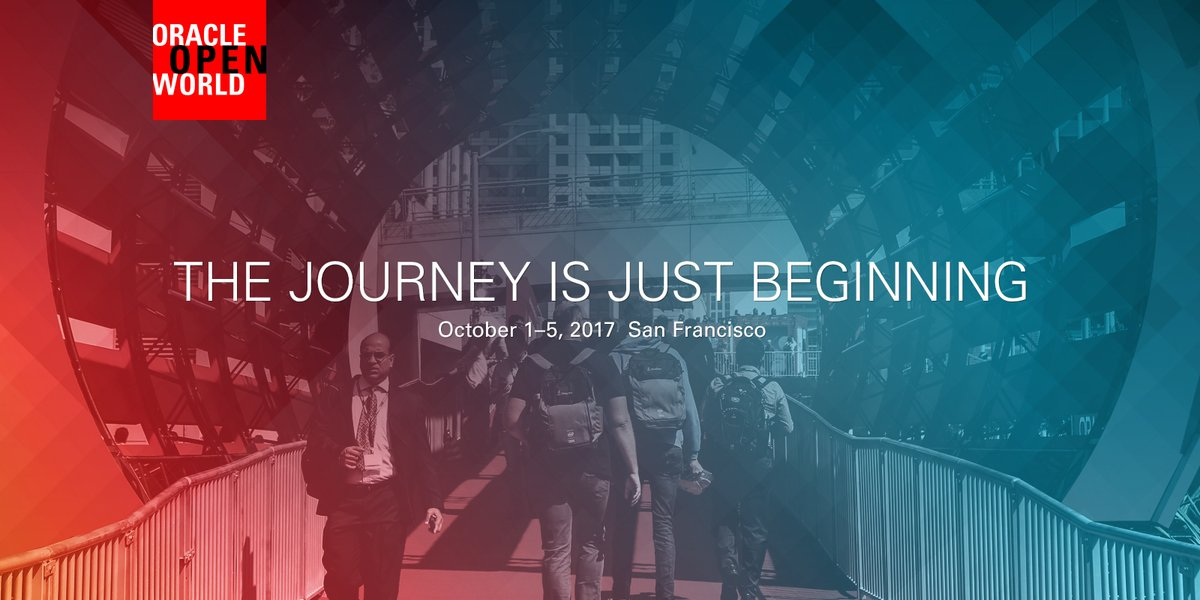 ORACLE
OPEN
WORLD
THE JOURNEY IS JUST BEGINNING
October 1–5, 2017 San Francisco